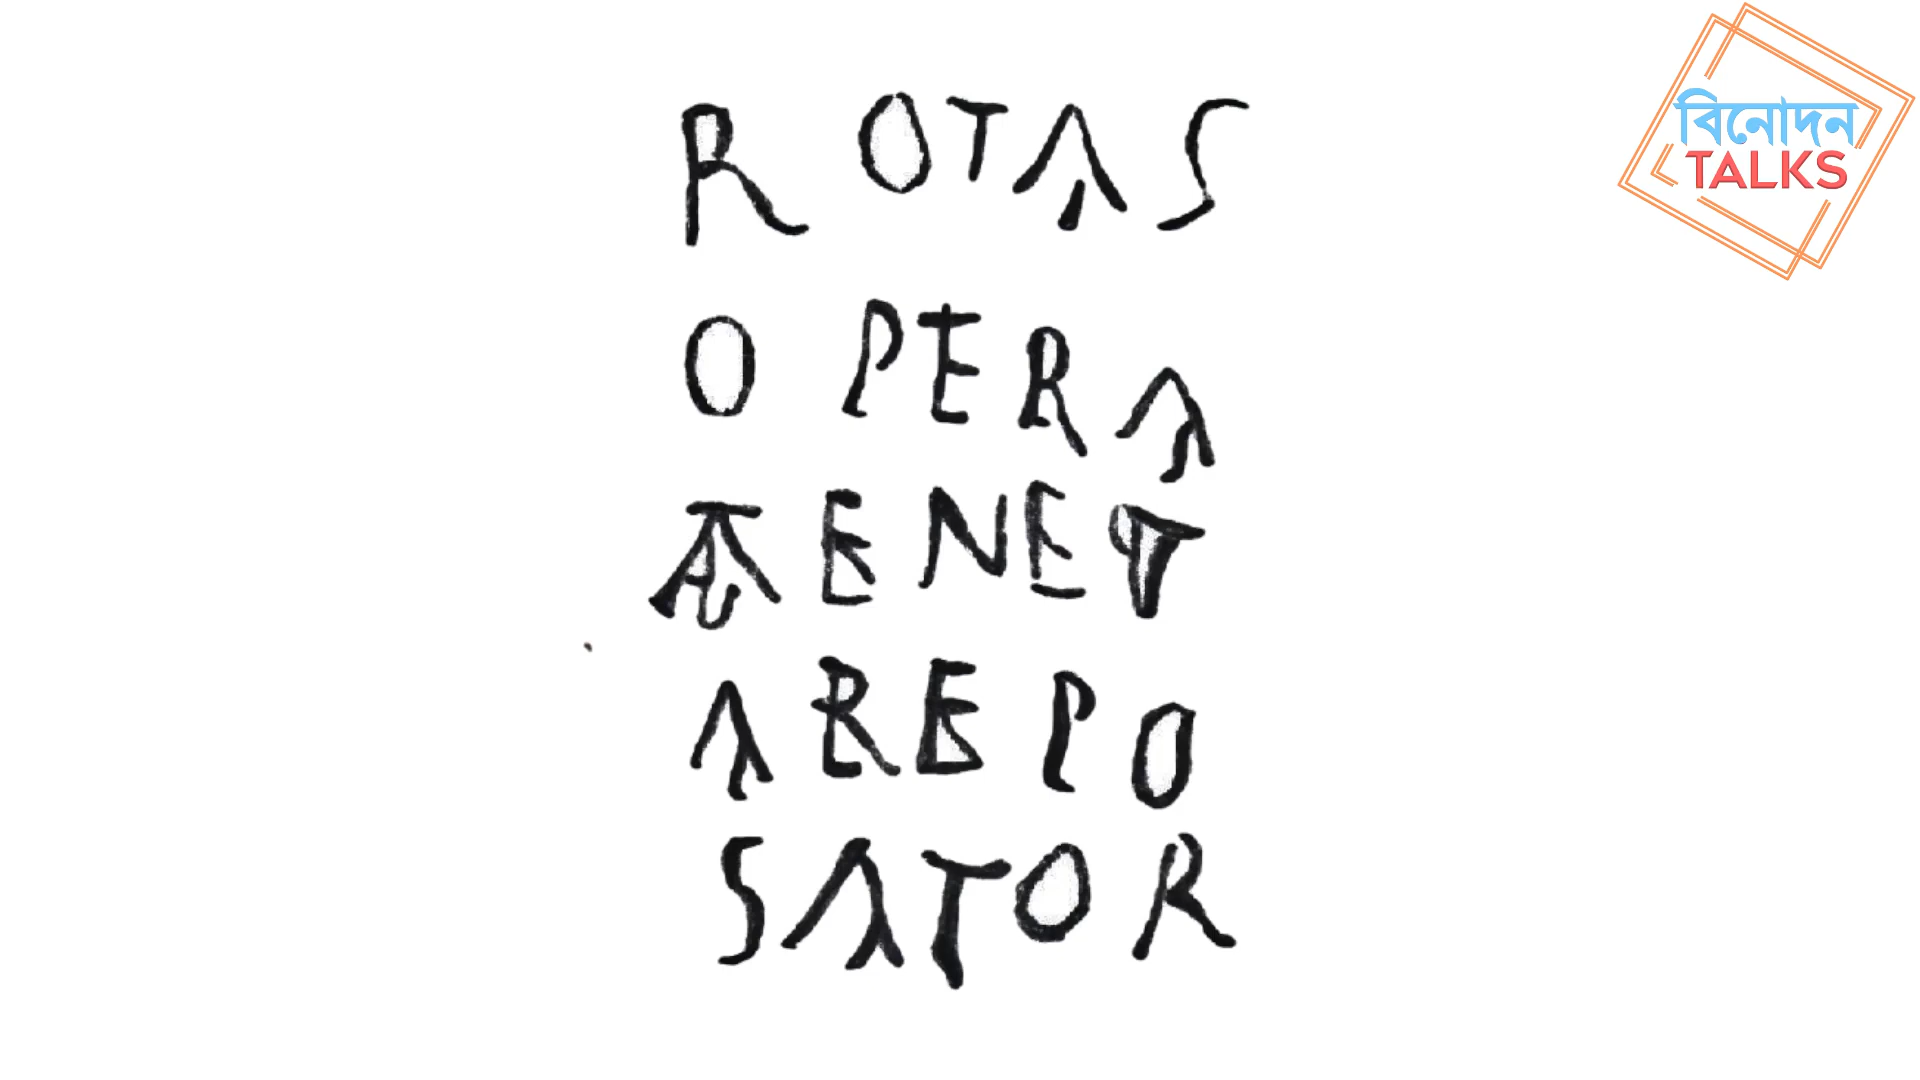 ROTAS
OPERA
TENET
AREPO
SATOR
বিনোদন
TALKS